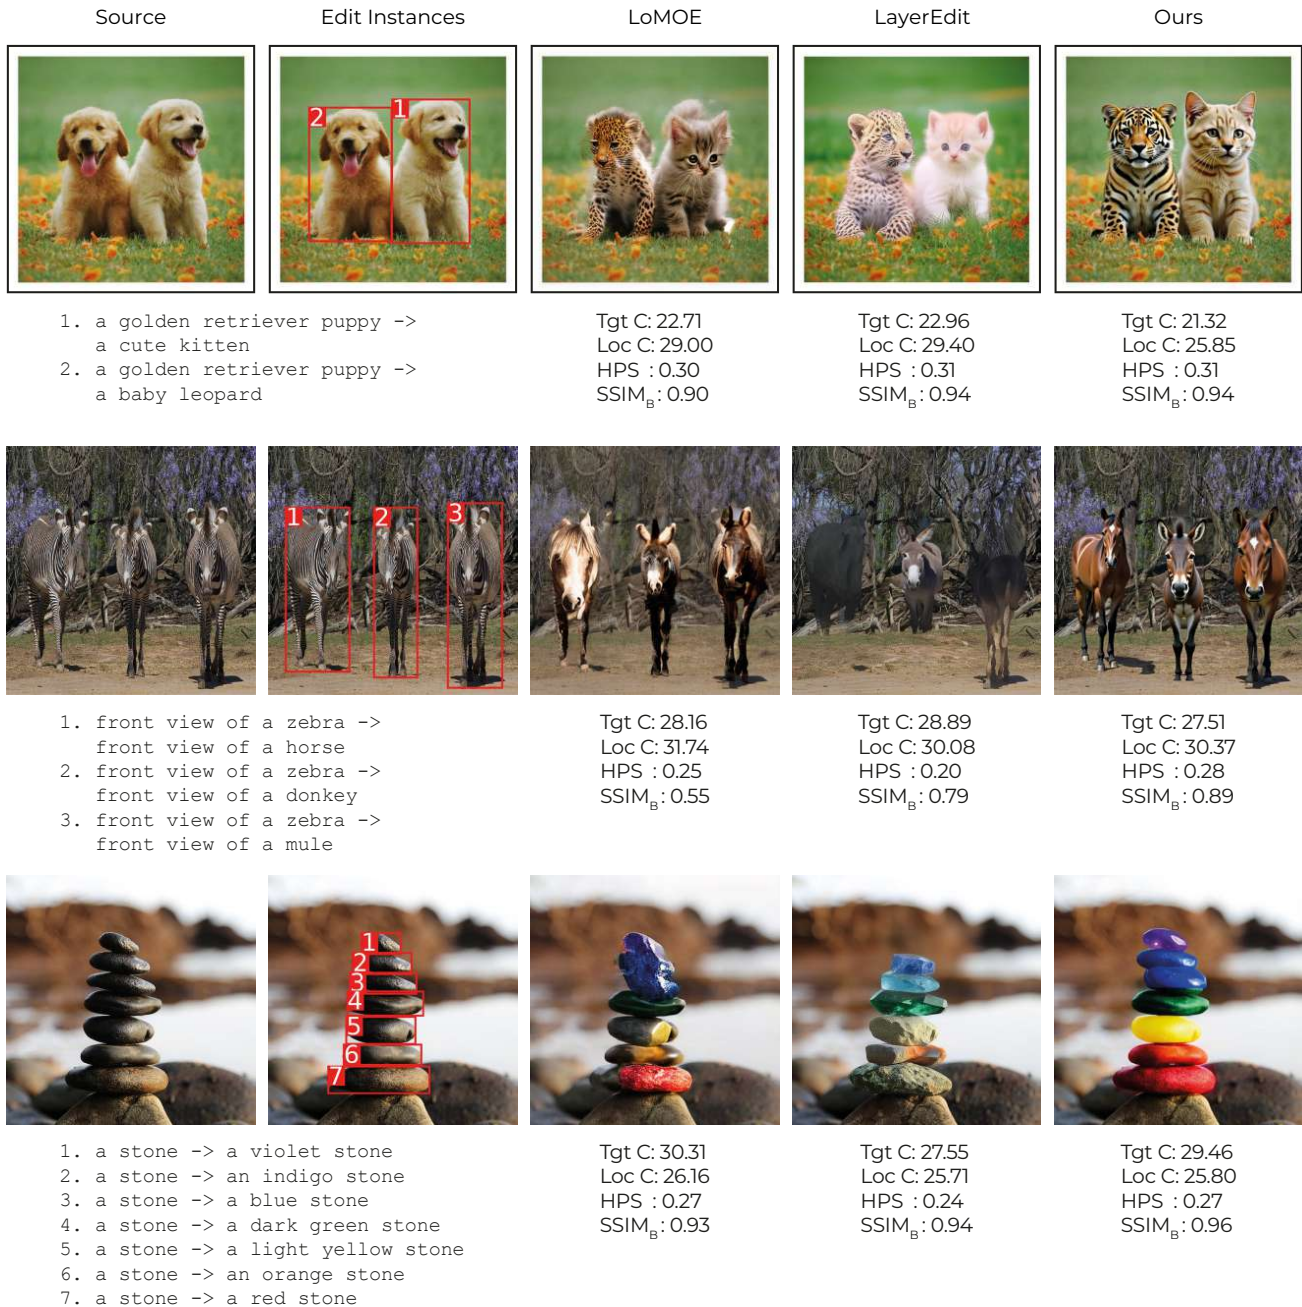 Source Edit Instances LoMOE LayerEdit Ours
2 1
1. a golden retriever puppy ->
a cute kitten
2. a golden retriever puppy ->
a baby leopard
Tgt C: 22.71
Loc C: 29.00
HPS : 0.30
SSIM_B: 0.90
Tgt C: 22.96
Loc C: 29.40
HPS : 0.31
SSIM_B: 0.94
Tgt C: 21.32
Loc C: 25.85
HPS : 0.31
SSIM_B: 0.94
1 2 3
1. front view of a zebra ->
front view of a horse
2. front view of a zebra ->
front view of a donkey
3. front view of a zebra ->
front view of a mule
Tgt C: 28.16
Loc C: 31.74
HPS : 0.25
SSIM_B: 0.55
Tgt C: 28.89
Loc C: 30.08
HPS : 0.20
SSIM_B: 0.79
Tgt C: 27.51
Loc C: 30.37
HPS : 0.28
SSIM_B: 0.89
1
2
3
4
5
6
7
1. a stone -> a violet stone
2. a stone -> an indigo stone
3. a stone -> a blue stone
4. a stone -> a dark green stone
5. a stone -> a light yellow stone
6. a stone -> an orange stone
7. a stone -> a red stone
Tgt C: 30.31
Loc C: 26.16
HPS : 0.27
SSIM_B: 0.93
Tgt C: 27.55
Loc C: 25.71
HPS : 0.24
SSIM_B: 0.94
Tgt C: 29.46
Loc C: 25.80
HPS : 0.27
SSIM_B: 0.96